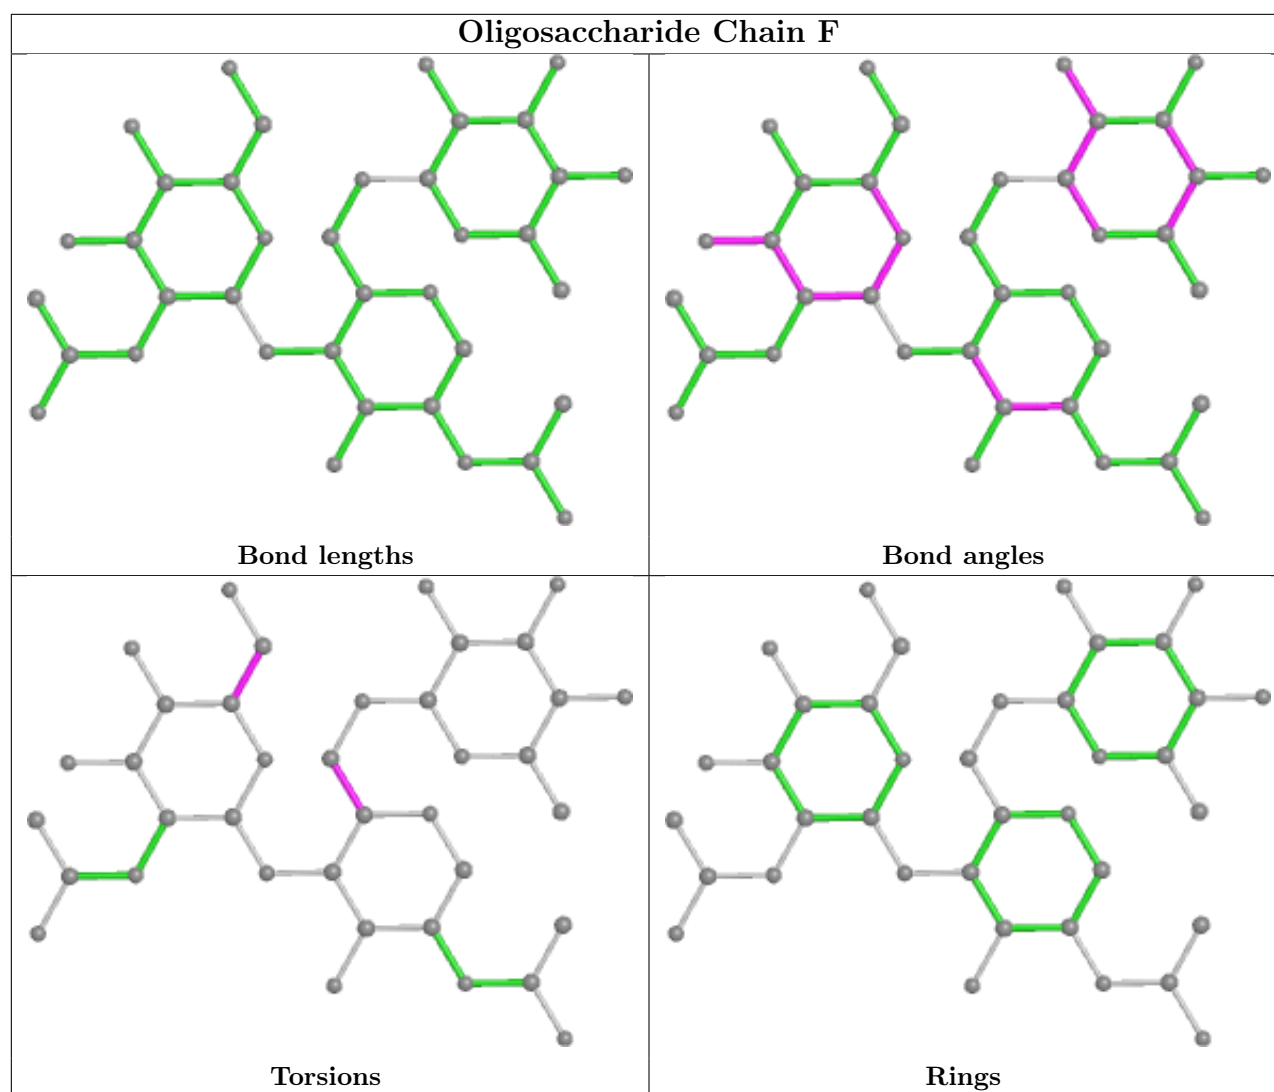 Oligosaccharide Chain F
Bond lengths
Bond angles
Torsions
Rings